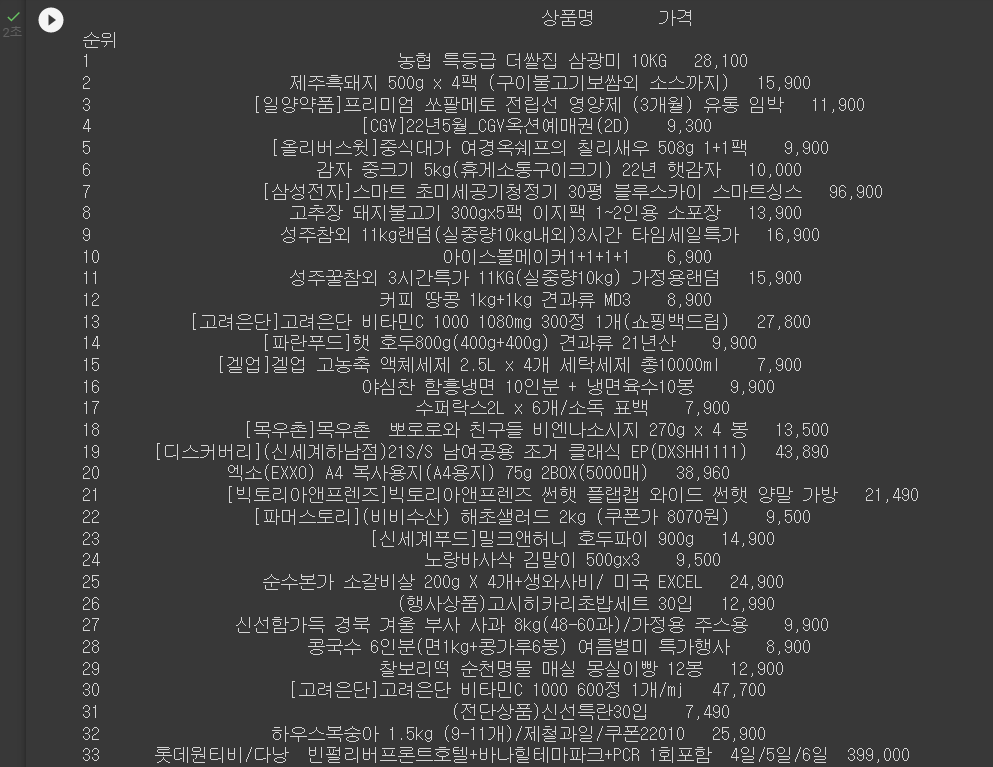 2초
상품명 가격
순위
1 농협 특등급 더쌀집 삼광미 10KG 28,100
2 제주흑돼지 500g x 4팩 (구이불고기보쌈외 소스까지) 15,900
3 [일양약품]프리미엄 쏘팔메토 전립선 영양제 (3개월) 유통 임박 11,900
4 [CGV]22년5월_CGV옥션예매권(2D) 9,300
5 [올리버스윗]중식대가 여경옥쉐프의 칠리새우 508g 1+1팩 9,900
6 감자 중크기 5kg(휴게소통구이크기) 22년 햇감자 10,000
7 [삼성전자]스마트 초미세공기청정기 30평 블루스카이 스마트싱스 96,900
8 고추장 돼지불고기 300gx5팩 이지팩 1~2인용 소포장 13,900
9 성주참외 11kg랜덤(실중량10kg내외)3시간 타임세일특가 16,900
10 아이스볼메이커1+1+1+1 6,900
11 성주꿀참외 3시간특가 11KG(실중량10kg) 가정용랜덤 15,900
12 커피 땅콩 1kg+1kg 견과류 MD3 8,900
13 [고려은단]고려은단 비타민C 1000 1080mg 300정 1개(쇼핑백드림) 27,800
14 [파란푸드]햇 호두800g(400g+400g) 견과류 21년산 9,900
15 [겔업]겔업 고농축 액체세제 2.5L x 4개 세탁세제 총10000ml 7,900
16 야심찬 함흥냉면 10인분 + 냉면육수10봉 9,900
17 수퍼락스2L x 6개/소독 표백 7,900
18 [목우촌]목우촌 뽀로로와 친구들 비엔나소시지 270g x 4 봉 13,500
19 [디스커버리](신세계하남점)21S/S 남여공용 조거 클래식 EP(DXSHH1111) 43,890
20 엑소(EXXO) A4 복사용지(A4용지) 75g 2BOX(5000매) 38,960
21 [빅토리아앤프렌즈]빅토리아앤프렌즈 썬햇 플랩캡 와이드 썬햇 양말 가방 21,490
22 [파머스토리](비비수산) 해초샐러드 2kg (쿠폰가 8070원) 9,500
23 [신세계푸드]밀크앤허니 호두파이 900g 14,900
24 노랑바사삭 김말이 500gx3 9,500
25 순수본가 소갈비살 200g X 4개+생와사비/ 미국 EXCEL 24,900
26 (행사상품)고시히카리초밥세트 30입 12,990
27 신선함가득 경북 겨울 부사 사과 8kg(48-60과)/가정용 주스용 9,900
28 콩국수 6인분(면1kg+콩가루6봉) 여름별미 특가행사 8,900
29 찰보리떡 순천명물 매실 몽실이빵 12봉 12,900
30 [고려은단]고려은단 비타민C 1000 600정 1개/mj 47,700
31 (전단상품)신선특란30입 7,490
32 하우스복숭아 1.5kg (9-11개)/제철과일/쿠폰22010 25,900
33 롯데원티비/다낭 빈펄리버프론트호텔+바나힐테마파크+PCR 1회포함 4일/5일/6일 399,000